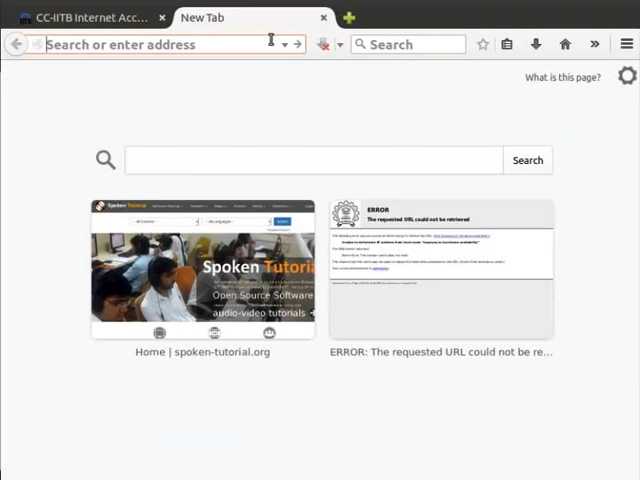 CC-IITB Internet Acc...
New Tab
Search or enter address
Search
What is this page?
Search
Spoken Tutorial
Spoken Tutoria
Open Source Software
audio-video tutorials
Home | spoken-tutorial.org
ERROR
The requested URL could not be retrieved
ERROR: The requested URL could not be re...